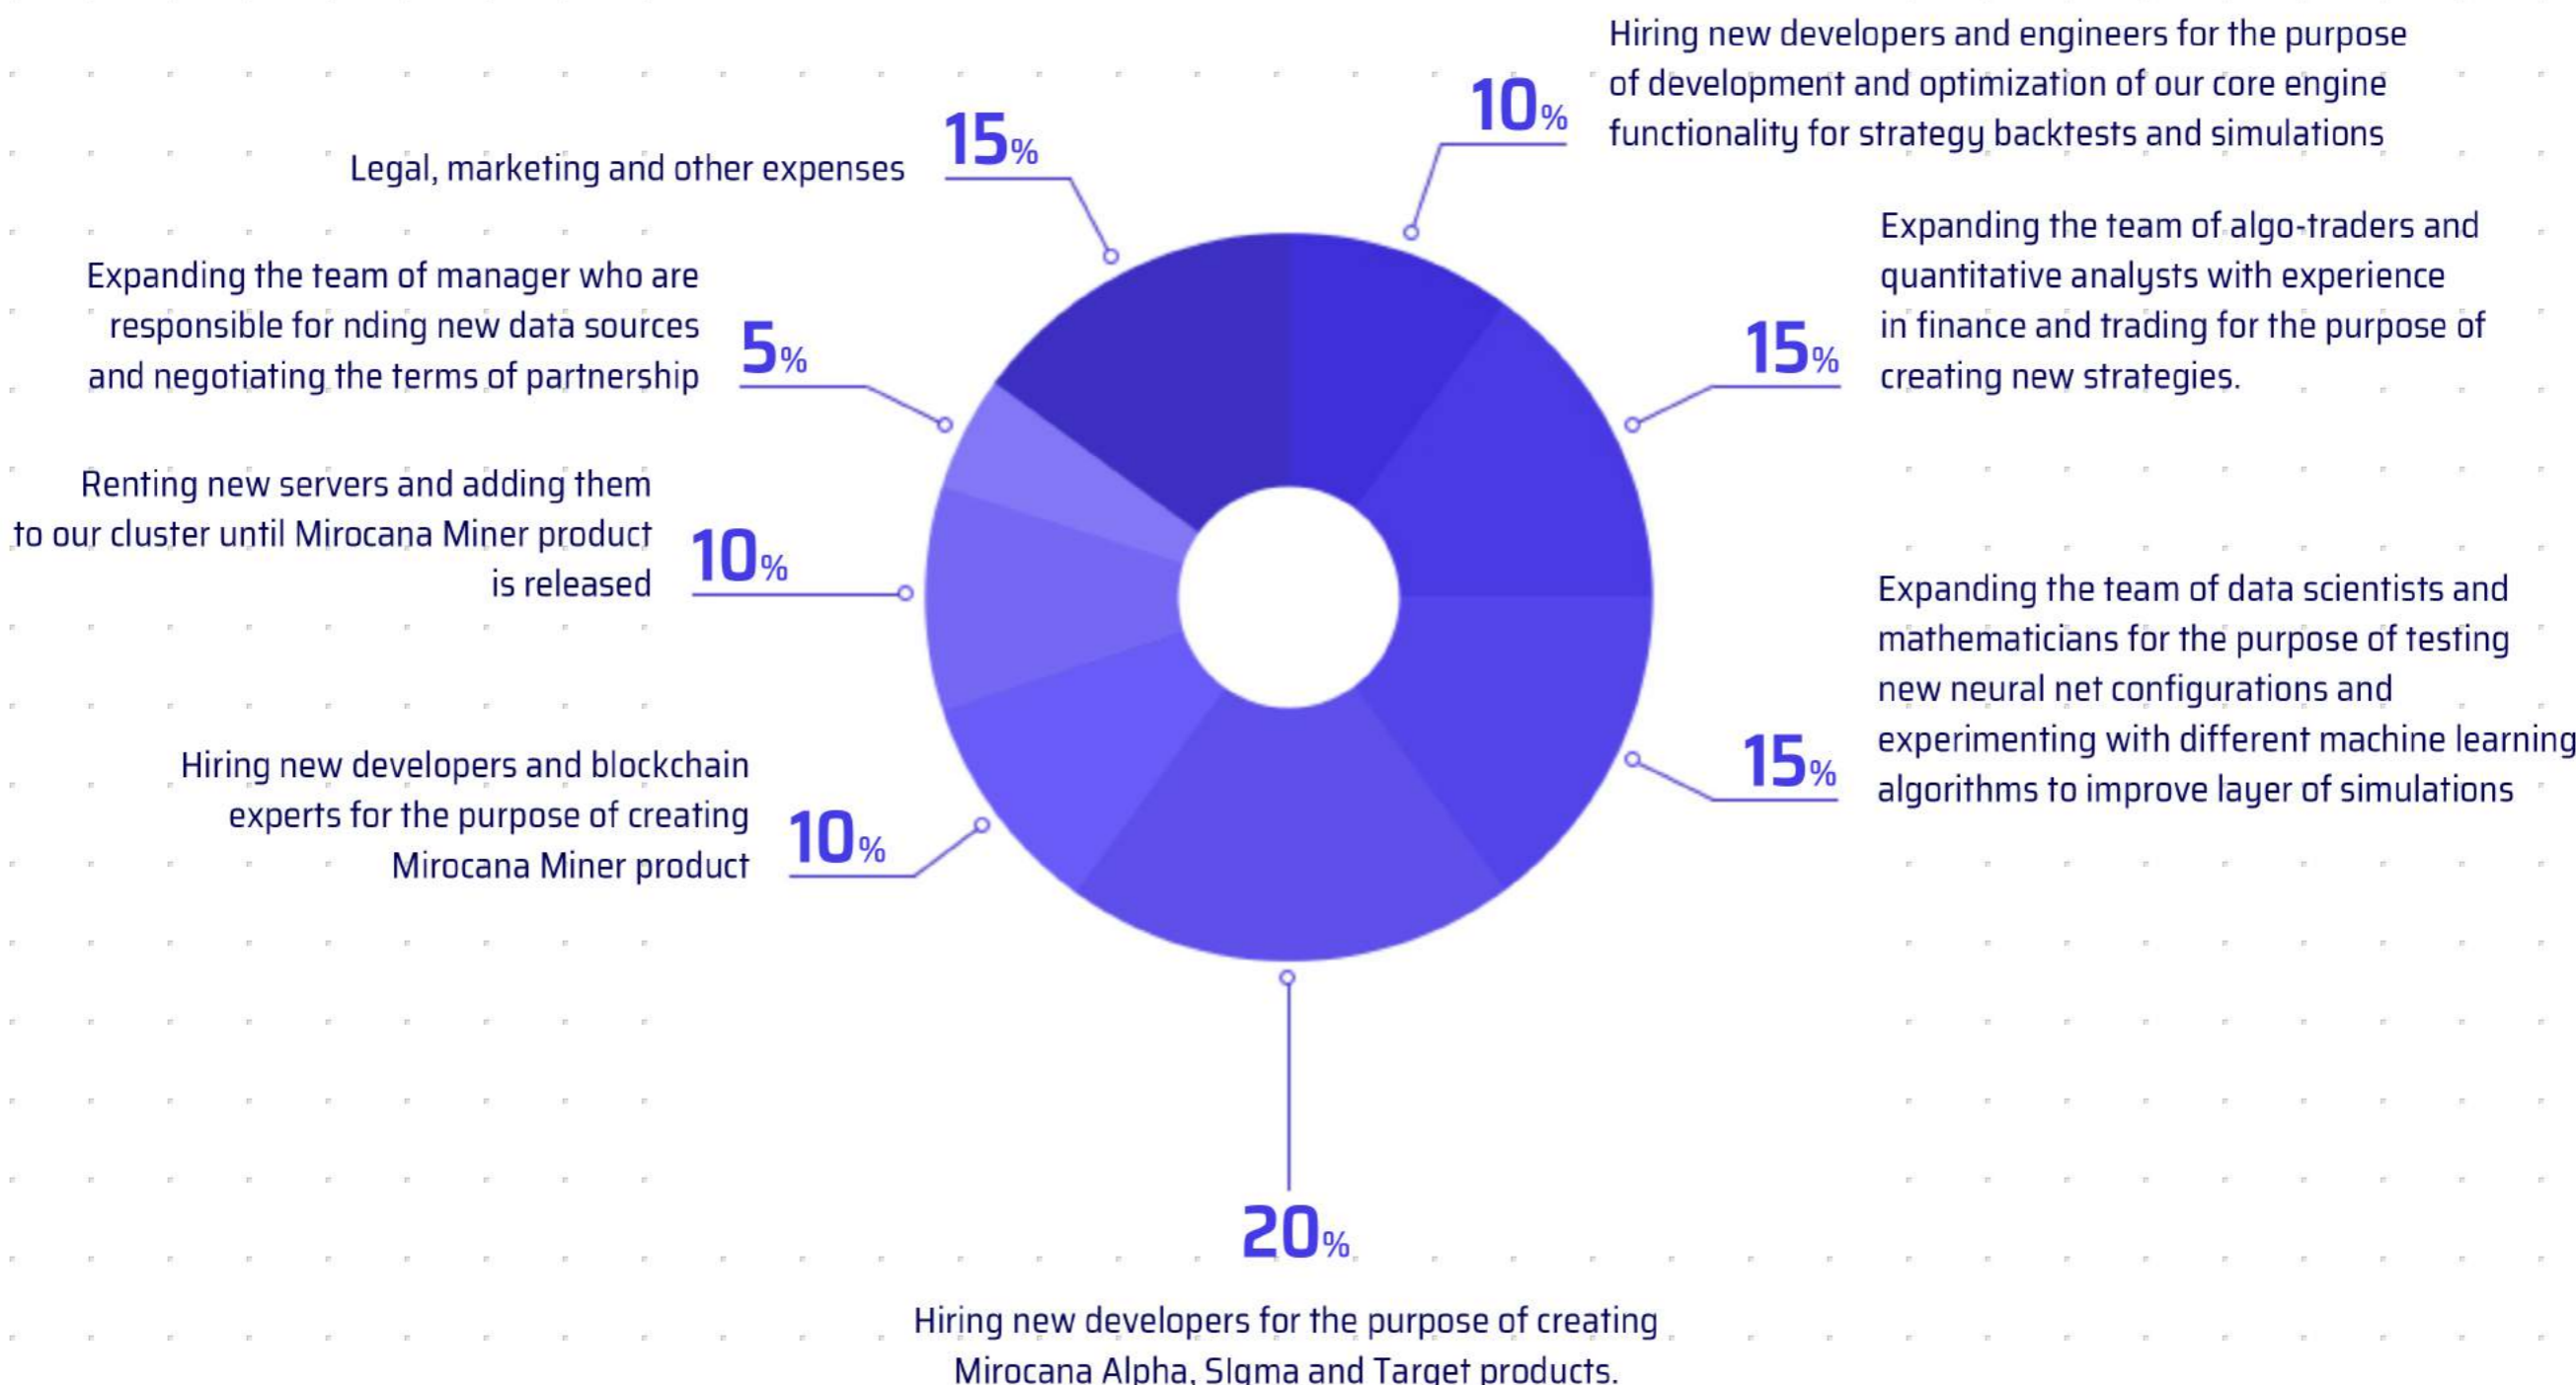 Hiring new developers and engineers for the purpose
of development and optimization of our core engine
functionality for strategy backtests and simulations
10%
15%
Legal, marketing and other expenses
Expanding the team of algo-traders and
quantitative analysts with experience
in finance and trading for the purpose of
creating new strategies.
15%
Expanding the team of manager who are
responsible for nding new data sources
and negotiating the terms of partnership
5%
Renting new servers and adding them
to our cluster until Mirocana Miner product
is released
10%
Expanding the team of data scientists and
mathematicians for the purpose of testing
new neural net configurations and
experimenting with different machine learning
algorithms to improve layer of simulations
15%
Hiring new developers and blockchain
experts for the purpose of creating
Mirocana Miner product
10%
20%
Hiring new developers for the purpose of creating
Mirocana Alpha, SIgma and Target products.